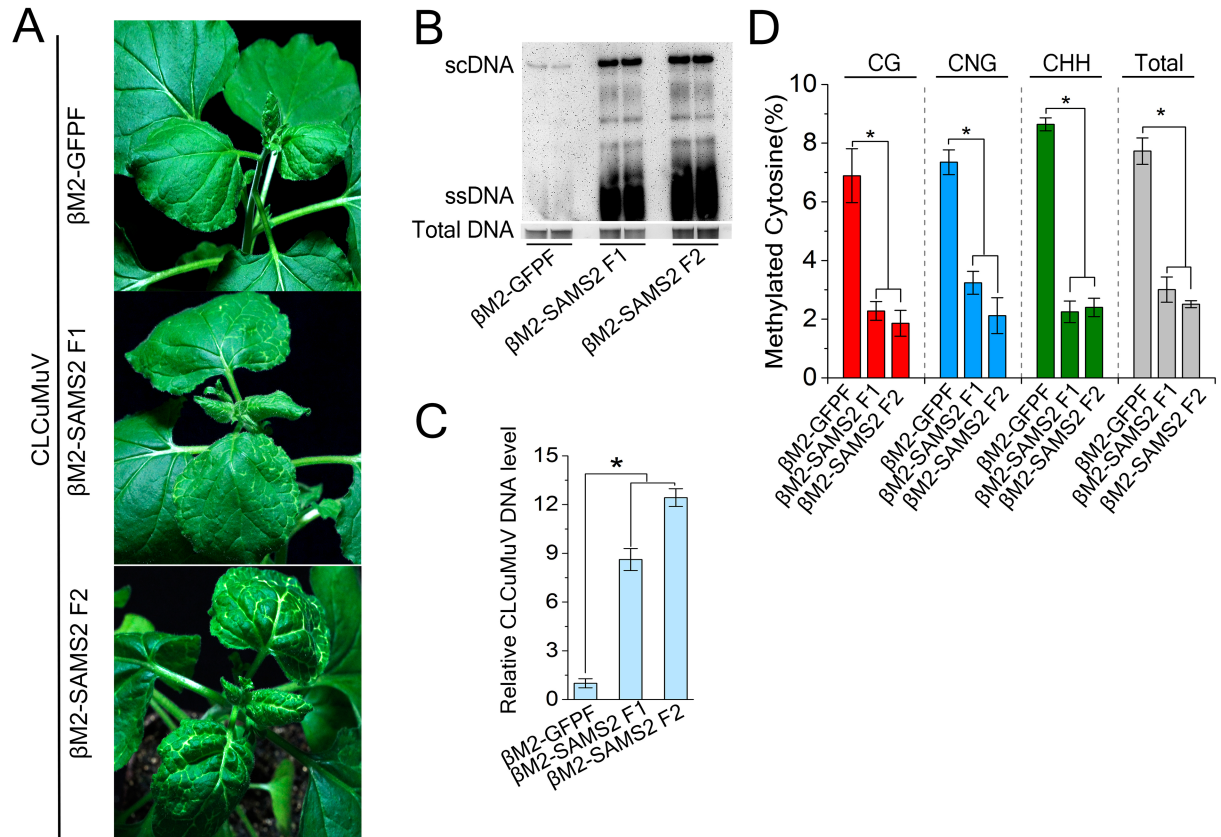 A
CLCuMuV
βM2-GFPF
βM2-SAMS2 F1
βM2-SAMS2 F2
B
scDNA
ssDNA
Total DNA
βM2-GFPF
βM2-SAMS2 F1
βM2-SAMS2 F2
C
Relative CLCuMuV DNA level
15
12
9
6
3
0
*
βM2-GFPF
βM2-SAMS2 F1
βM2-SAMS2 F2
D
CG CNG CHH Total
Methylated Cytosine(%)
10
8
6
4
2
0
* * * *
βM2-GFPF
βM2-SAMS2 F1
βM2-SAMS2 F2
βM2-GFPF
βM2-SAMS2 F1
βM2-SAMS2 F2
βM2-GFPF
βM2-SAMS2 F1
βM2-SAMS2 F2
βM2-GFPF
βM2-SAMS2 F1
βM2-SAMS2 F2